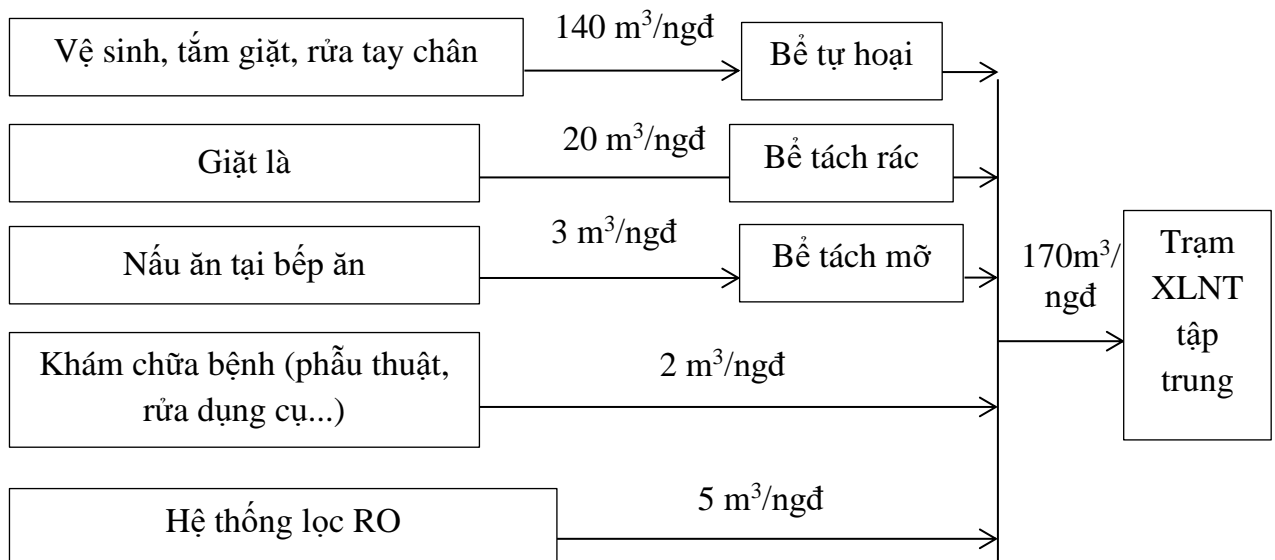 Vệ sinh, tắm giặt, rửa tay chân
140 m³/ngđ
Bể tự hoại
Giặt là
20 m³/ngđ
Bể tách rác
Nấu ăn tại bếp ăn
3 m³/ngđ
Bể tách mỡ
Khám chữa bệnh (phẫu thuật,
rửa dụng cụ...)
2 m³/ngđ
Hệ thống lọc RO
5 m³/ngđ
170m³/
ngđ
Trạm
XLNT
tập
trung